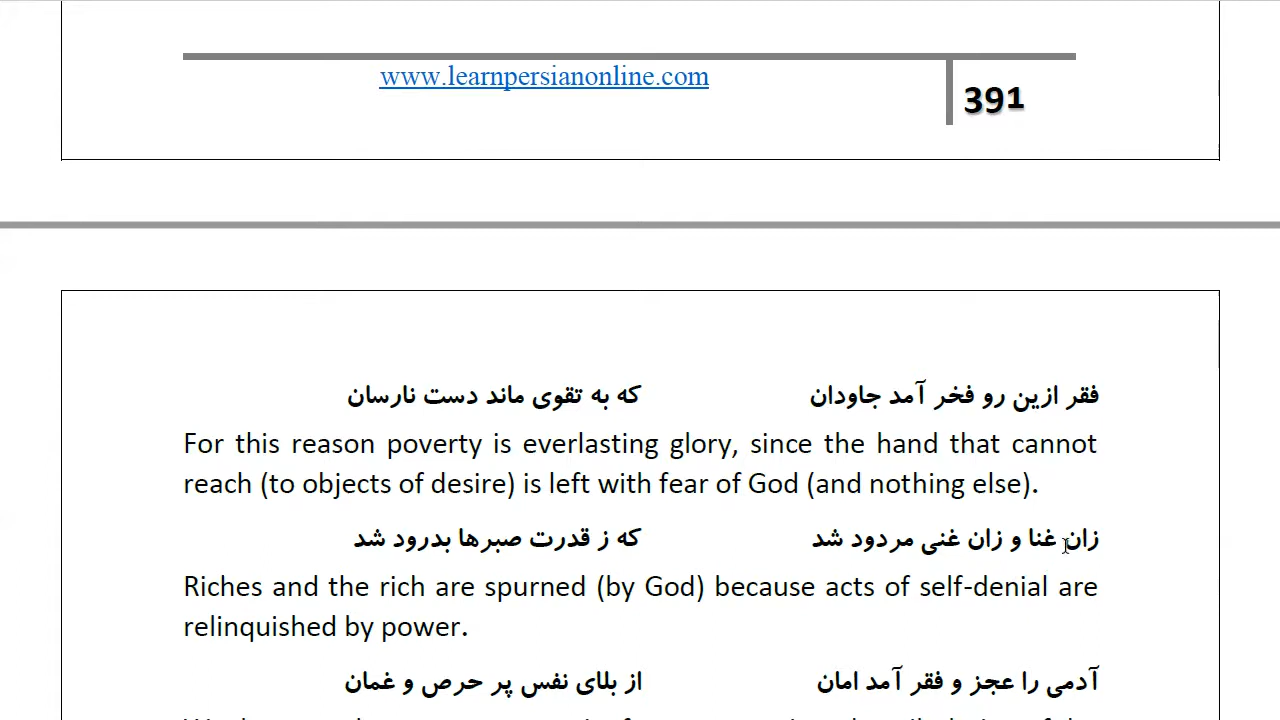 www.learnpersianonline.com
391
فقر ازین رو فخر آمد جاودان که به تقوی ماند دست نارسان
For this reason poverty is everlasting glory, since the hand that cannot
reach (to objects of desire) is left with fear of God (and nothing else).
زان غنا و زان غنی مردود شد که ز قدرت صبرها بدرود شد
Riches and the rich are spurned (by God) because acts of self-denial are
relinquished by power.
آدمی را عجز و فقر آمد امان از بلای نفس پر حرص و غمان